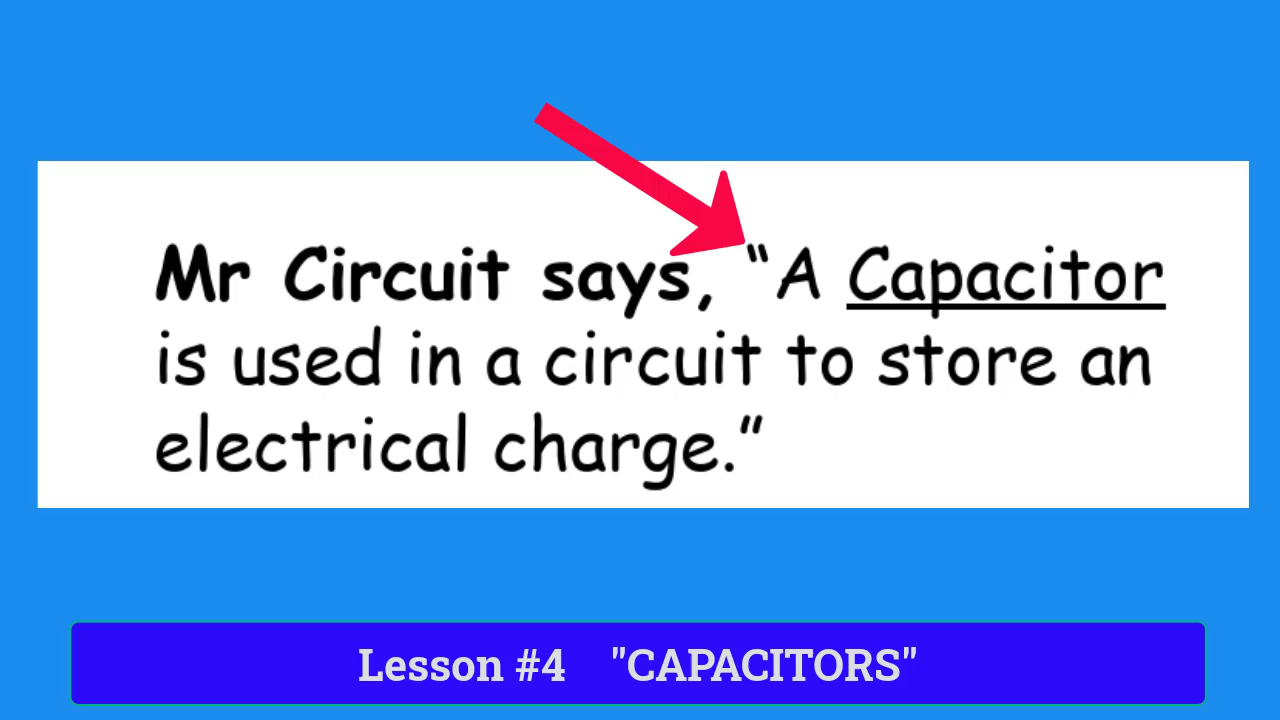 Mr Circuit says, “A Capacitor
is used in a circuit to store an
electrical charge.”
Lesson #4 "CAPACITORS"